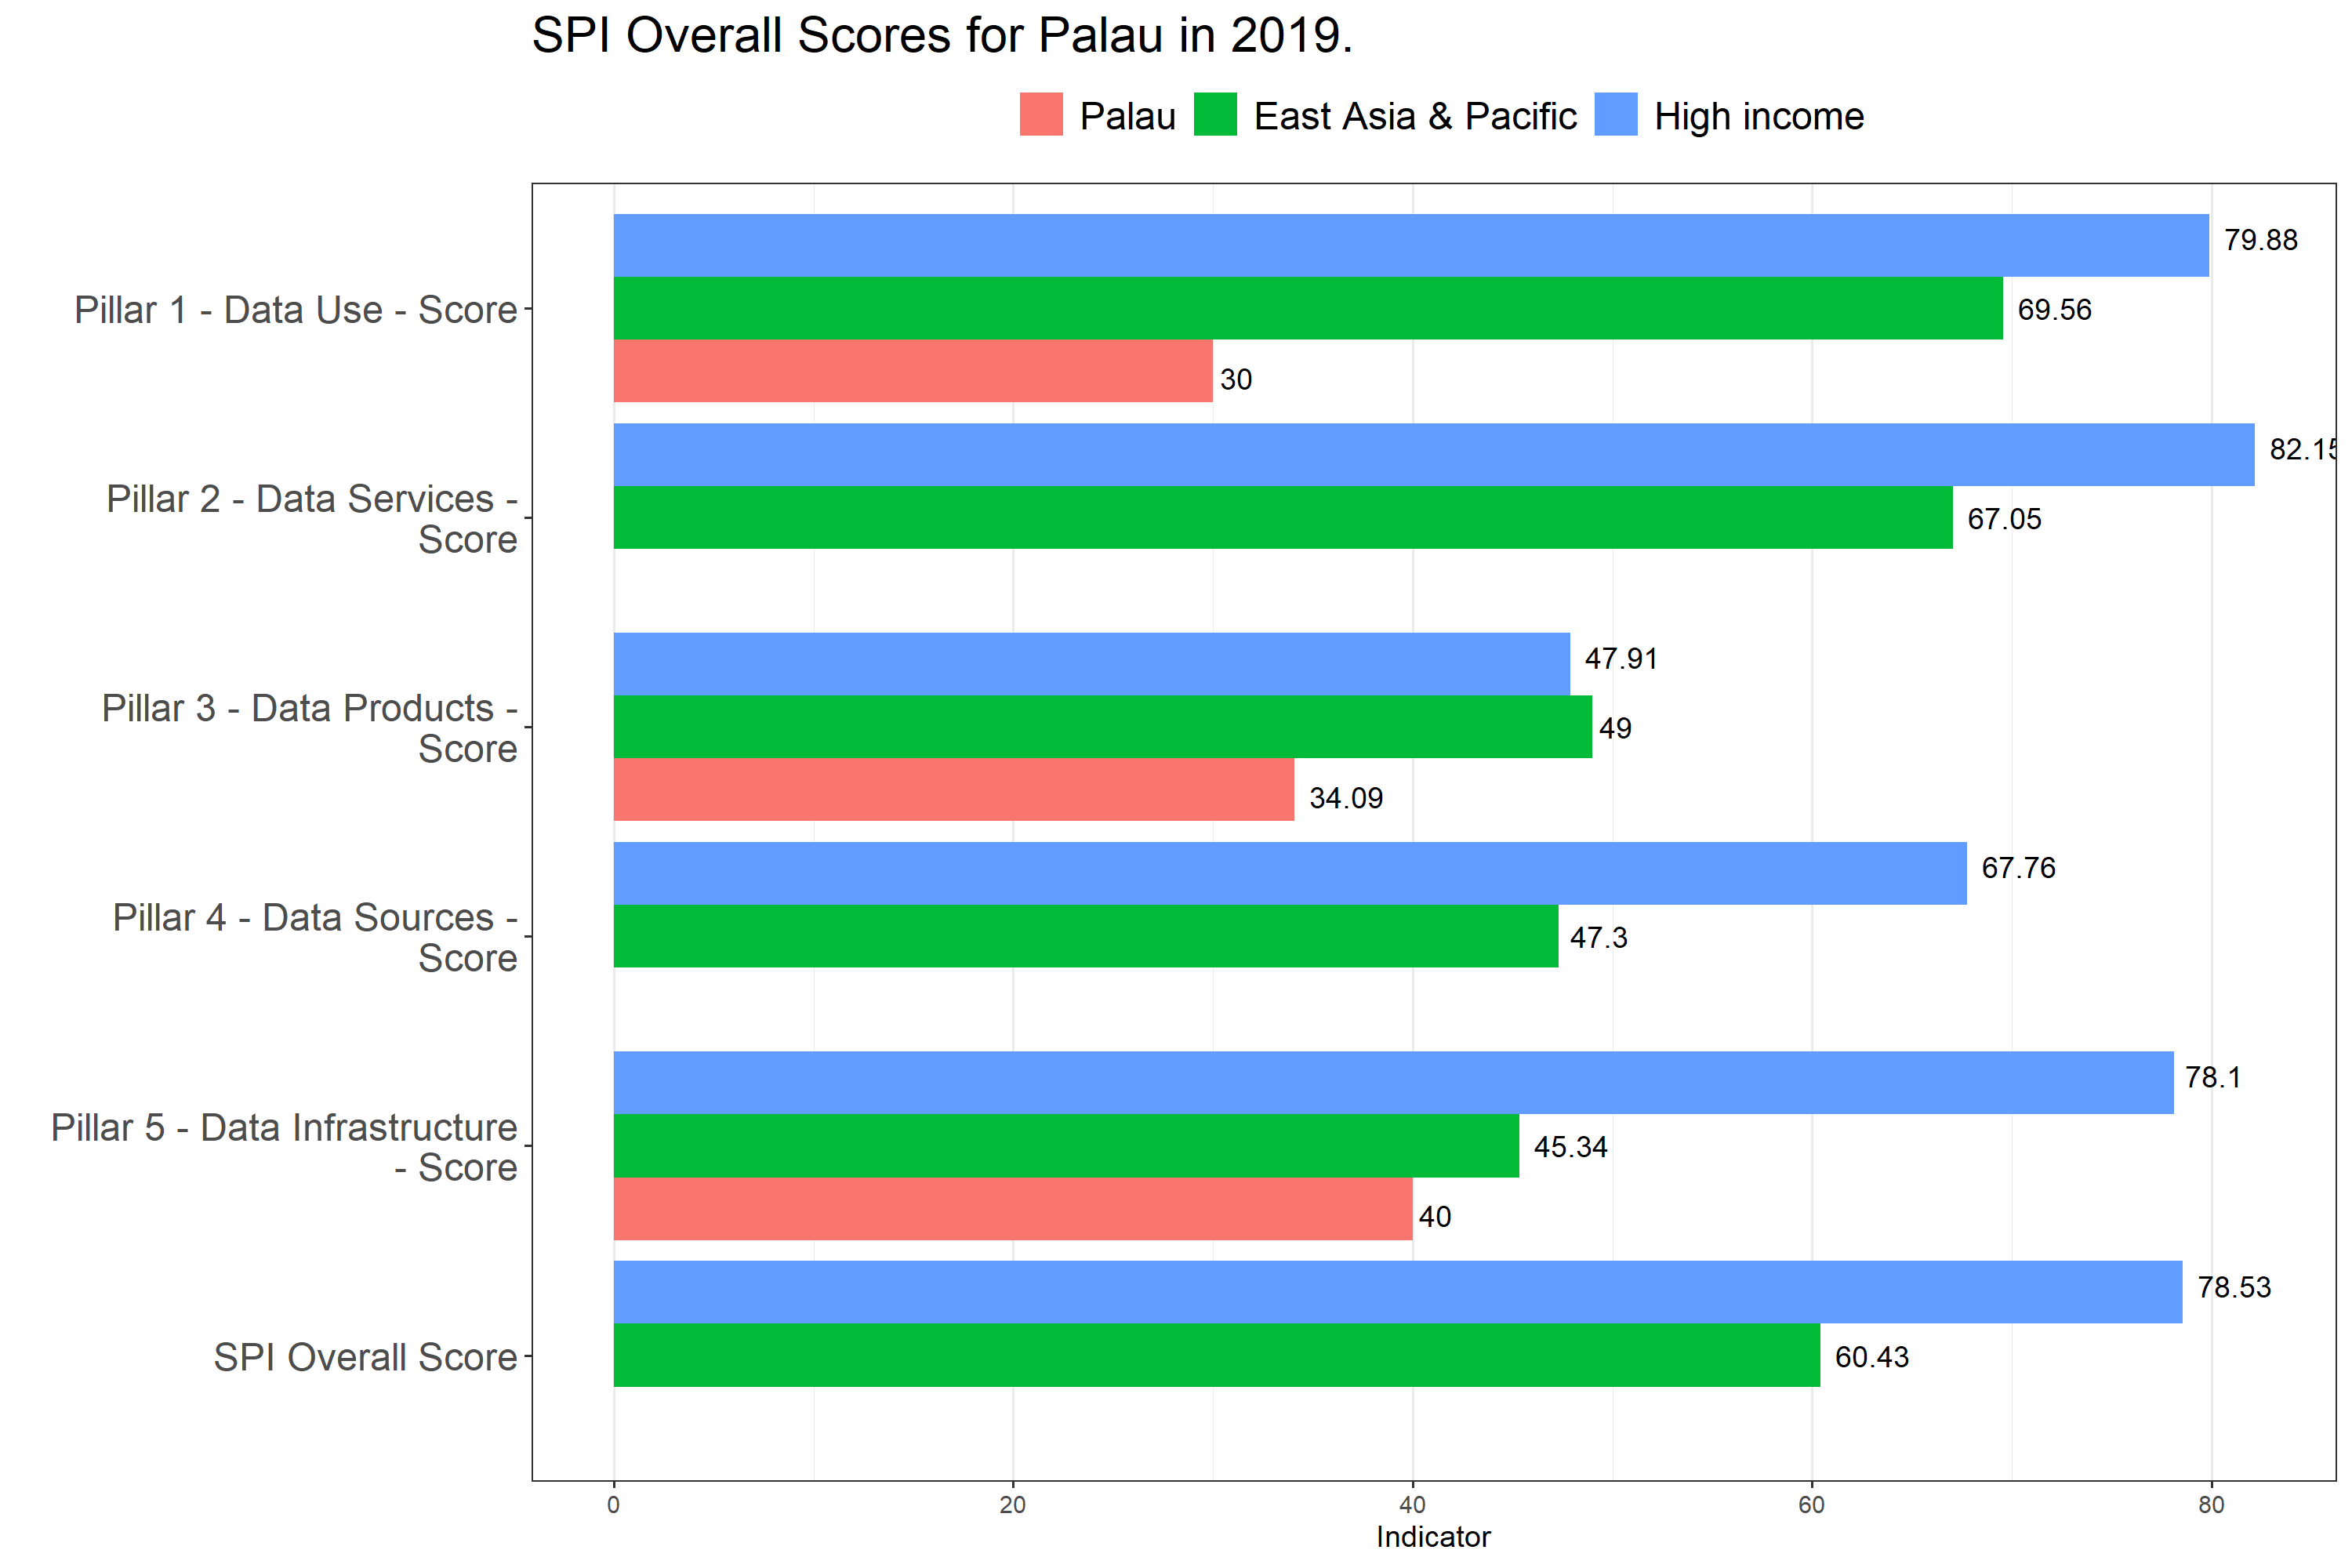 SPI Overall Scores for Palau in 2019.
Palau East Asia & Pacific High income
79.88
Pillar 1 - Data Use - Score
69.56
30
82.15
Pillar 2 - Data Services -
Score
67.05
47.91
Pillar 3 - Data Products -
Score
49
34.09
67.76
Pillar 4 - Data Sources -
Score
47.3
78.1
Pillar 5 - Data Infrastructure
- Score
45.34
40
78.53
SPI Overall Score
60.43
0 20 40 60 80
Indicator